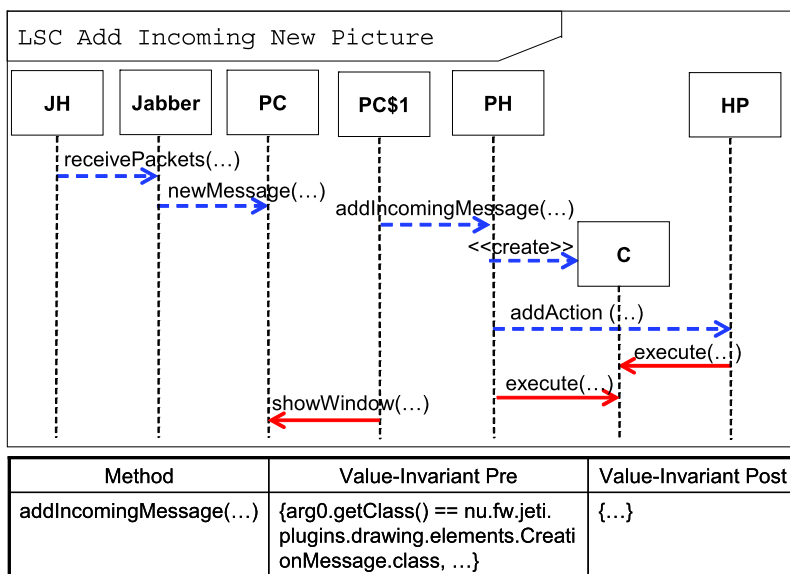 LSC Add Incoming New Picture
JH Jabber PC PC$1 PH HP
receivePackets(…)
newMessage(…)
addIncomingMessage(…)
<<create>>
C
addAction (…)
execute(…)
execute(…)
showWindow(…)
Method Value-Invariant Pre Value-Invariant Post
addIncomingMessage(…) {arg0.getClass() == nu.fw.jeti. {…}
plugins.drawing.elements.Creati
onMessage.class, …}